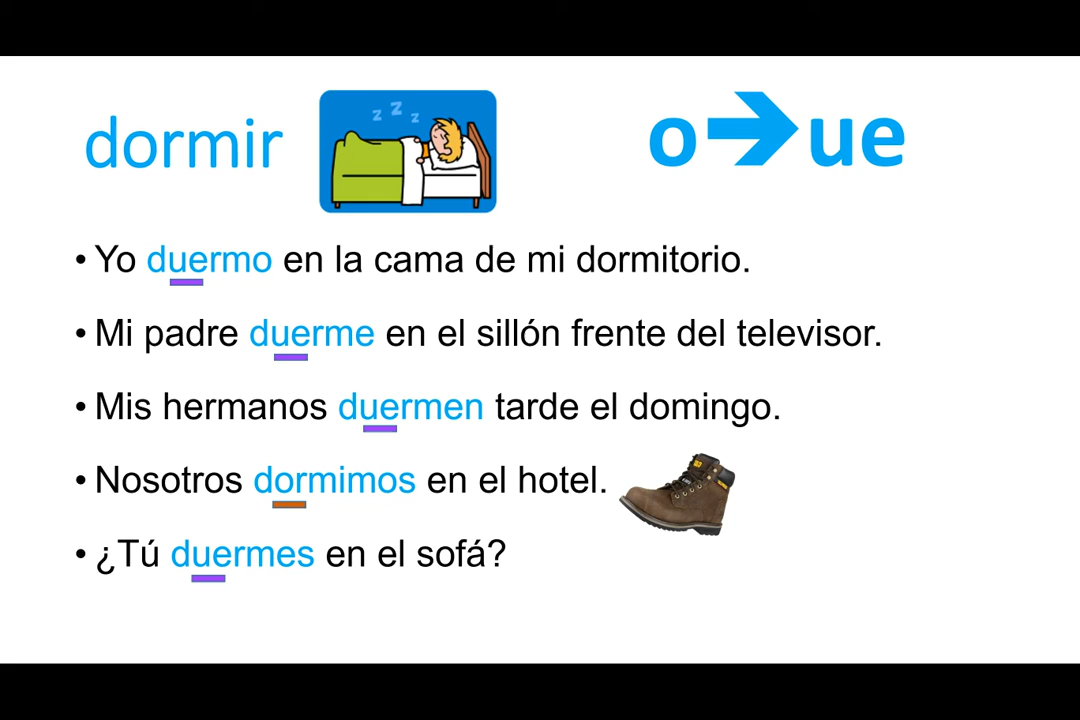 dormir
z z z
o➔ue
• Yo duermo en la cama de mi dormitorio.
• Mi padre duerme en el sillón frente del televisor.
• Mis hermanos duermen tarde el domingo.
• Nosotros dormimos en el hotel.
• ¿Tú duermes en el sofá?